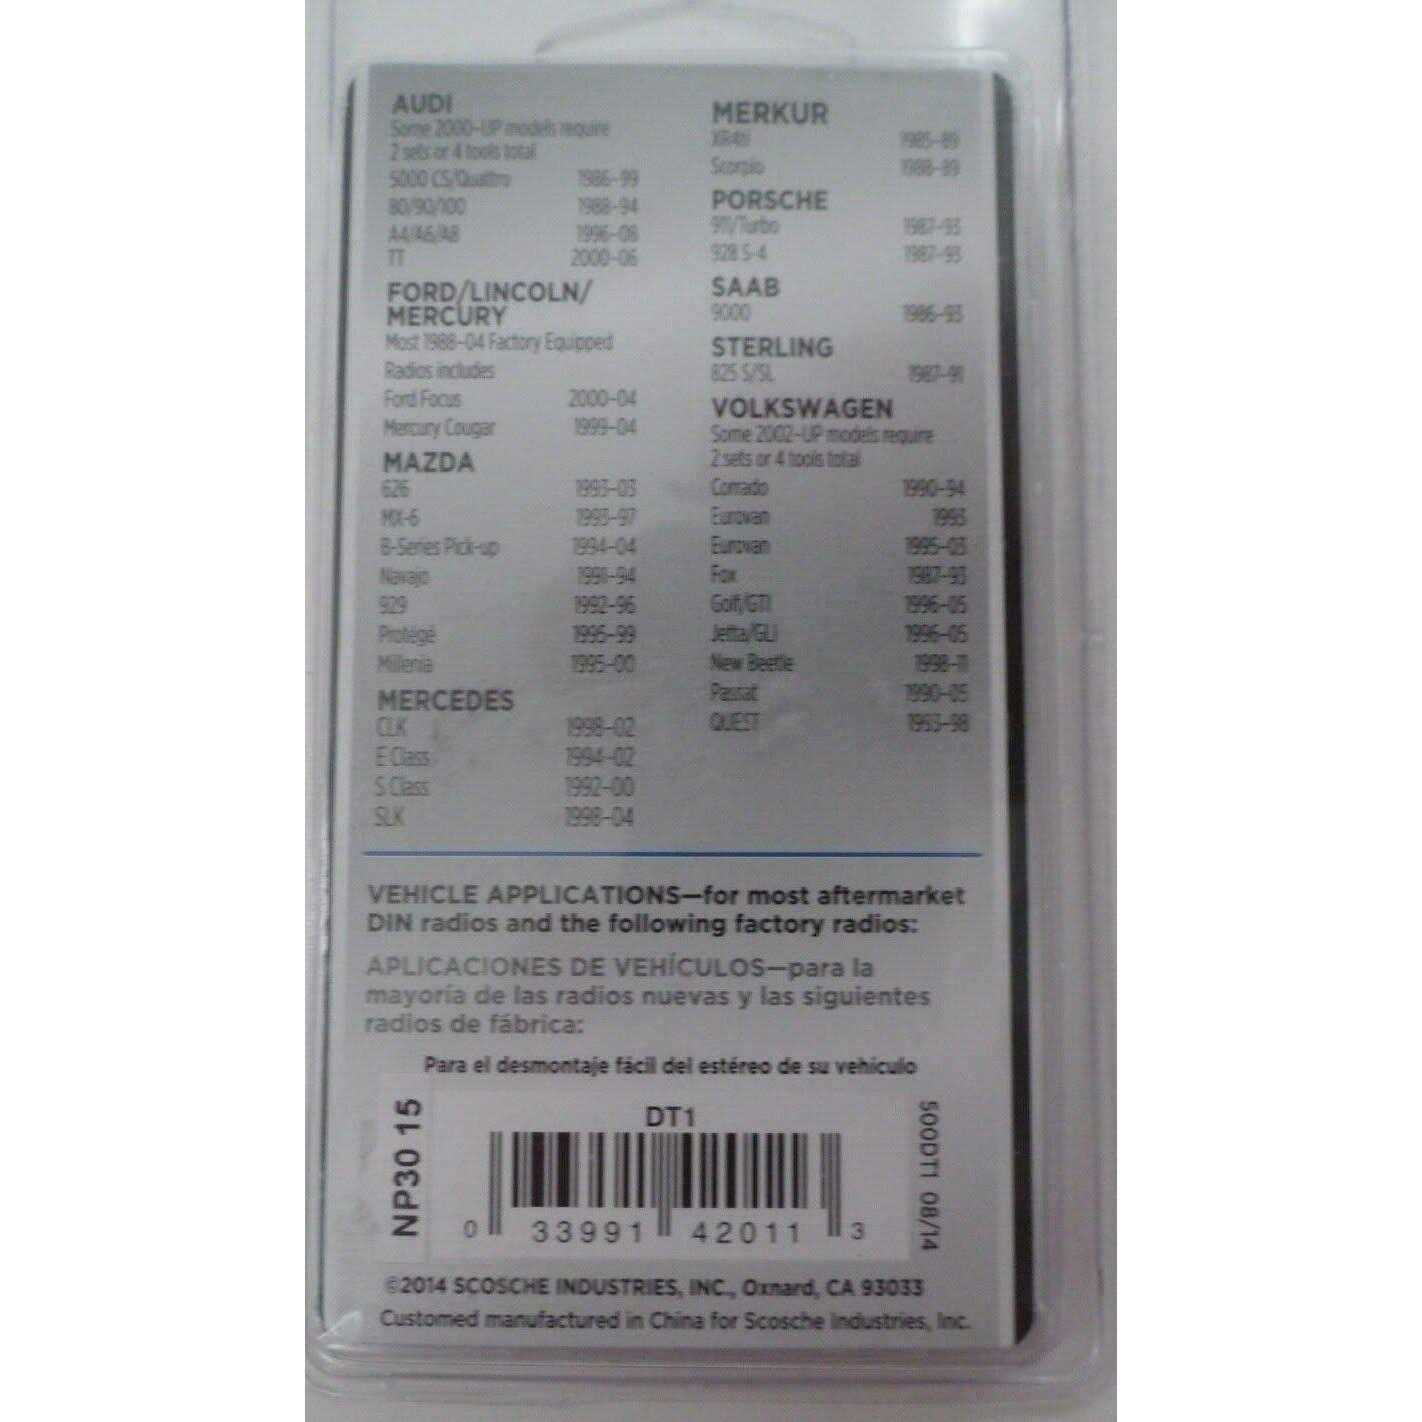 AUDI
Some 2000-UP models require
2 sets or 4 tools total
5000 CS/Quattro 1986-99
80/90/100 1988-94
A4/A6/A8 1996-08
TT 2000-06
FORD/LINCOLN/
MERCURY
Most 1988-04 Factory Equipped
Radios includes
Ford Focus 2000-04
Mercury Cougar 1999-04
MAZDA
626 1993-03
MX-6 1993-97
B-Series Pick-up 1994-04
Navajo 1991-94
929 1992-96
Protégé 1995-99
Millenia 1995-00
MERCEDES
CLK 1998-02
E Class 1994-02
S Class 1992-00
SLK 1998-04
MERKUR
XR4ti 1985-89
Scorpio 1988-89
PORSCHE
911/Turbo 1987-93
928 S-4 1987-93
SAAB
9000 1986-93
STERLING
825 S/SL 1987-91
VOLKSWAGEN
Some 2002-UP models require
2 sets or 4 tools total
Corrado 1990-94
Eurovan 1993
Eurovan 1995-03
Fox 1987-93
Golf/GTI 1996-05
Jetta/GLI 1996-05
New Beetle 1998-11
Passat 1990-05
QUEST 1993-98
VEHICLE APPLICATIONS—for most aftermarket
DIN radios and the following factory radios:
APLICACIONES DE VEHÍCULOS—para la
mayoría de las radios nuevas y las siguientes
radios de fábrica:
Para el desmontaje fácil del estéreo de su vehículo
NP30 15
DT1
0 33991 42011 3
500DT1 08/14
©2014 SCOSCHE INDUSTRIES, INC., Oxnard, CA 93033
Customed manufactured in China for Scosche Industries, Inc.